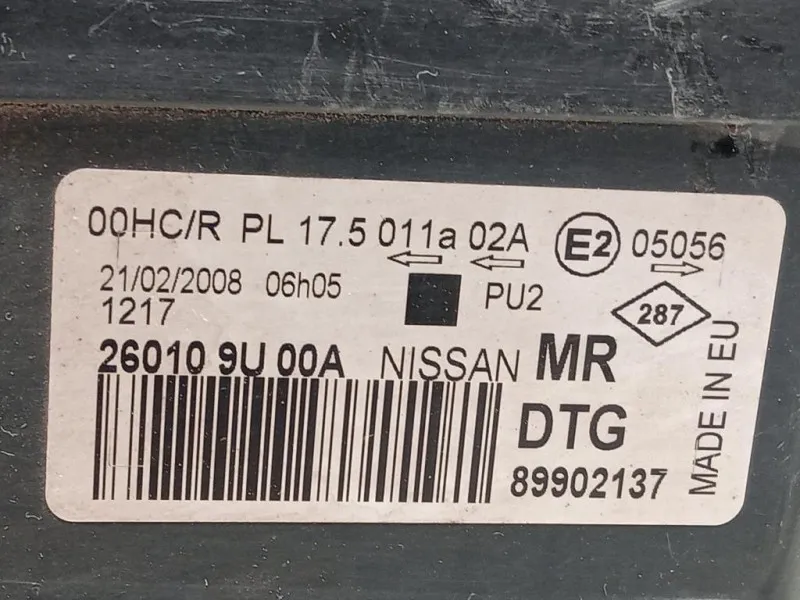 00HC/R PL 17.5 011a 02A E2 05056
21/02/2008 06h05 PU2
1217 287
26010 9U 00A NISSAN MR
DTG
89902137
MADE IN EU